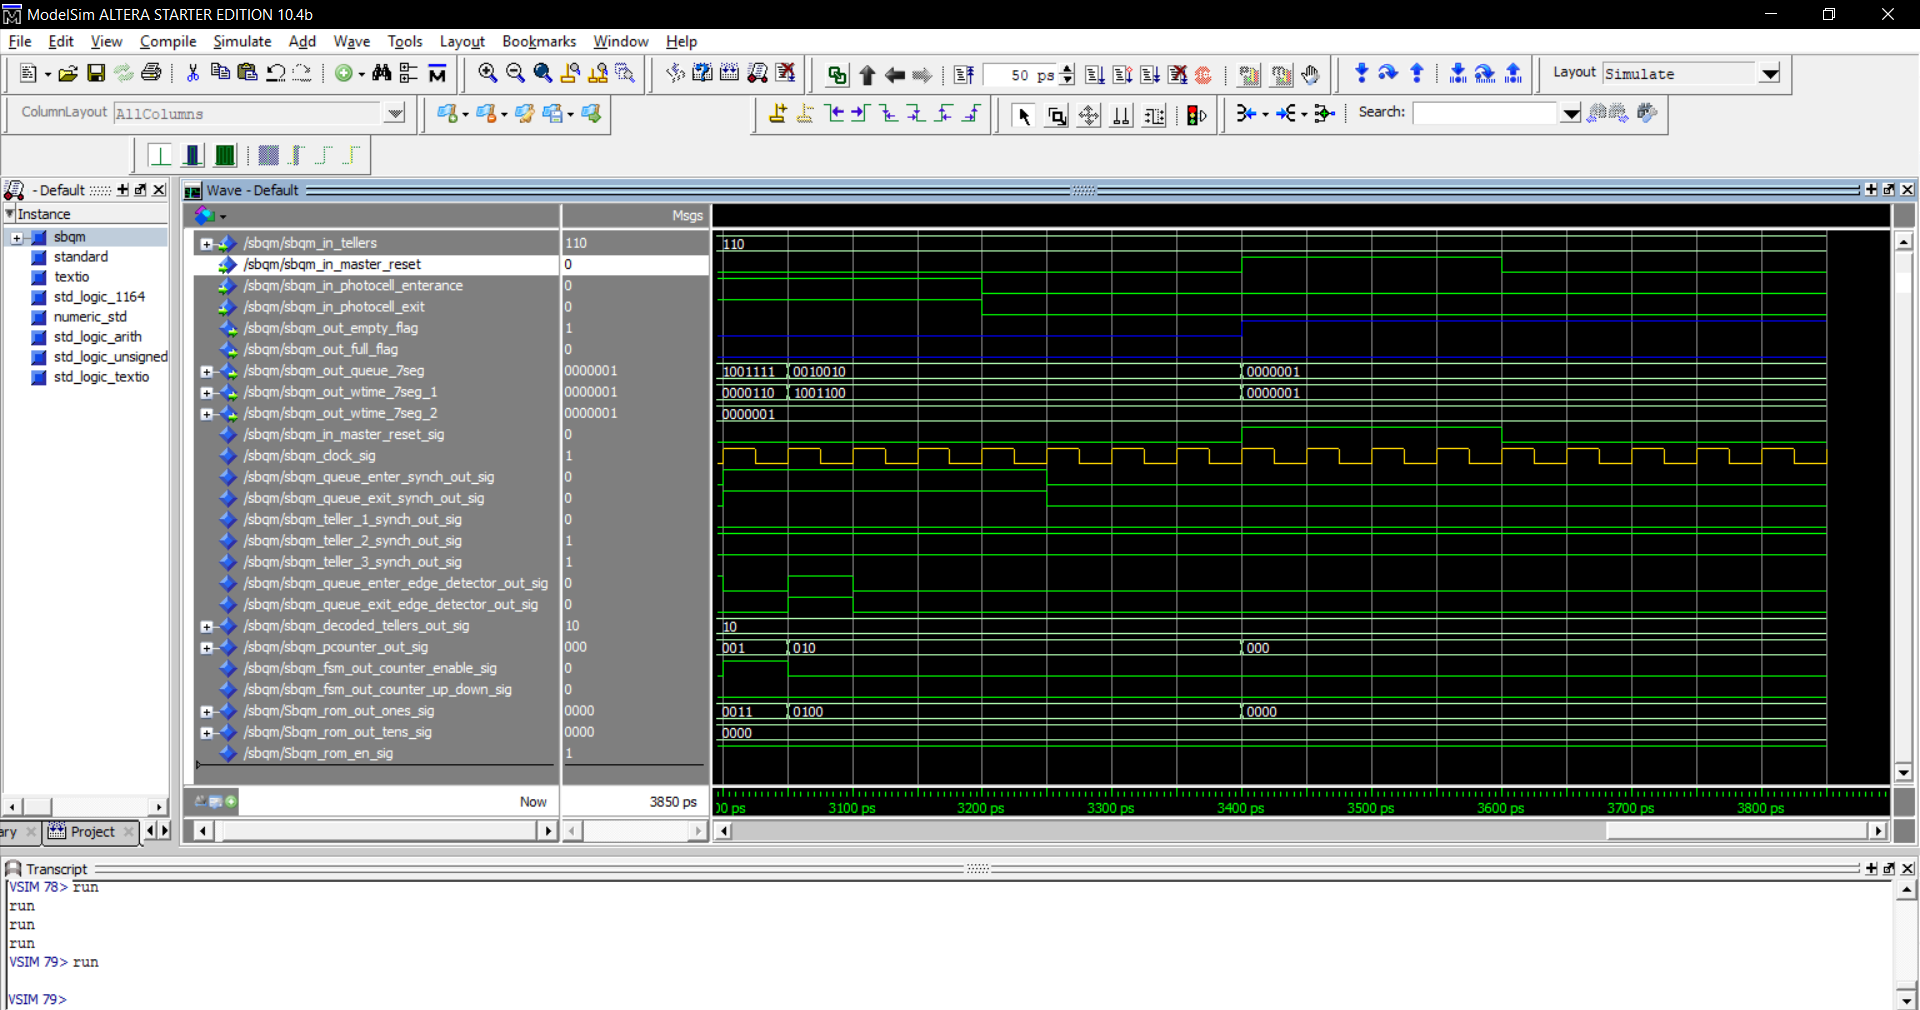 ModelSim ALTERA STARTER EDITION 10.4b
File Edit View Compile Simulate Add Wave Tools Layout Bookmarks Window Help
50 ps
Layout Simulate
ColumnLayout AllColumns
Search:
- Default
Wave - Default
Instance
Msgs
sbqm
standard
textio
std_logic_1164
numeric_std
std_logic_arith
std_logic_unsigned
std_logic_textio
/sbqm/sbqm_in_tellers 110 110
/sbqm/sbqm_in_master_reset 0
/sbqm/sbqm_in_photocell_enterance 0
/sbqm/sbqm_in_photocell_exit 0
/sbqm/sbqm_out_empty_flag 1
/sbqm/sbqm_out_full_flag 0
/sbqm/sbqm_out_queue_7seg 0000001 1001111 0010010 0000001
/sbqm/sbqm_out_wtime_7seg_1 0000001 0000110 1001100 0000001
/sbqm/sbqm_out_wtime_7seg_2 0000001 0000001
/sbqm/sbqm_in_master_reset_sig 0
/sbqm/sbqm_clock_sig 1
/sbqm/sbqm_queue_enter_synch_out_sig 0
/sbqm/sbqm_queue_exit_synch_out_sig 0
/sbqm/sbqm_teller_1_synch_out_sig 0
/sbqm/sbqm_teller_2_synch_out_sig 1
/sbqm/sbqm_teller_3_synch_out_sig 1
/sbqm/sbqm_queue_enter_edge_detector_out_sig 0
/sbqm/sbqm_queue_exit_edge_detector_out_sig 0
/sbqm/sbqm_decoded_tellers_out_sig 10 10
/sbqm/sbqm_pcounter_out_sig 000 001 010 000
/sbqm/sbqm_fsm_out_counter_enable_sig 0
/sbqm/sbqm_fsm_out_counter_up_down_sig 0
/sbqm/Sbqm_rom_out_ones_sig 0000 0011 0100 0000
/sbqm/Sbqm_rom_out_tens_sig 0000 0000
/sbqm/Sbqm_rom_en_sig 1
Now 3850 ps
00 ps 3100 ps 3200 ps 3300 ps 3400 ps 3500 ps 3600 ps 3700 ps 3800 ps
ary Project
Transcript
VSIM 78> run
run
run
run
VSIM 79> run
VSIM 79>